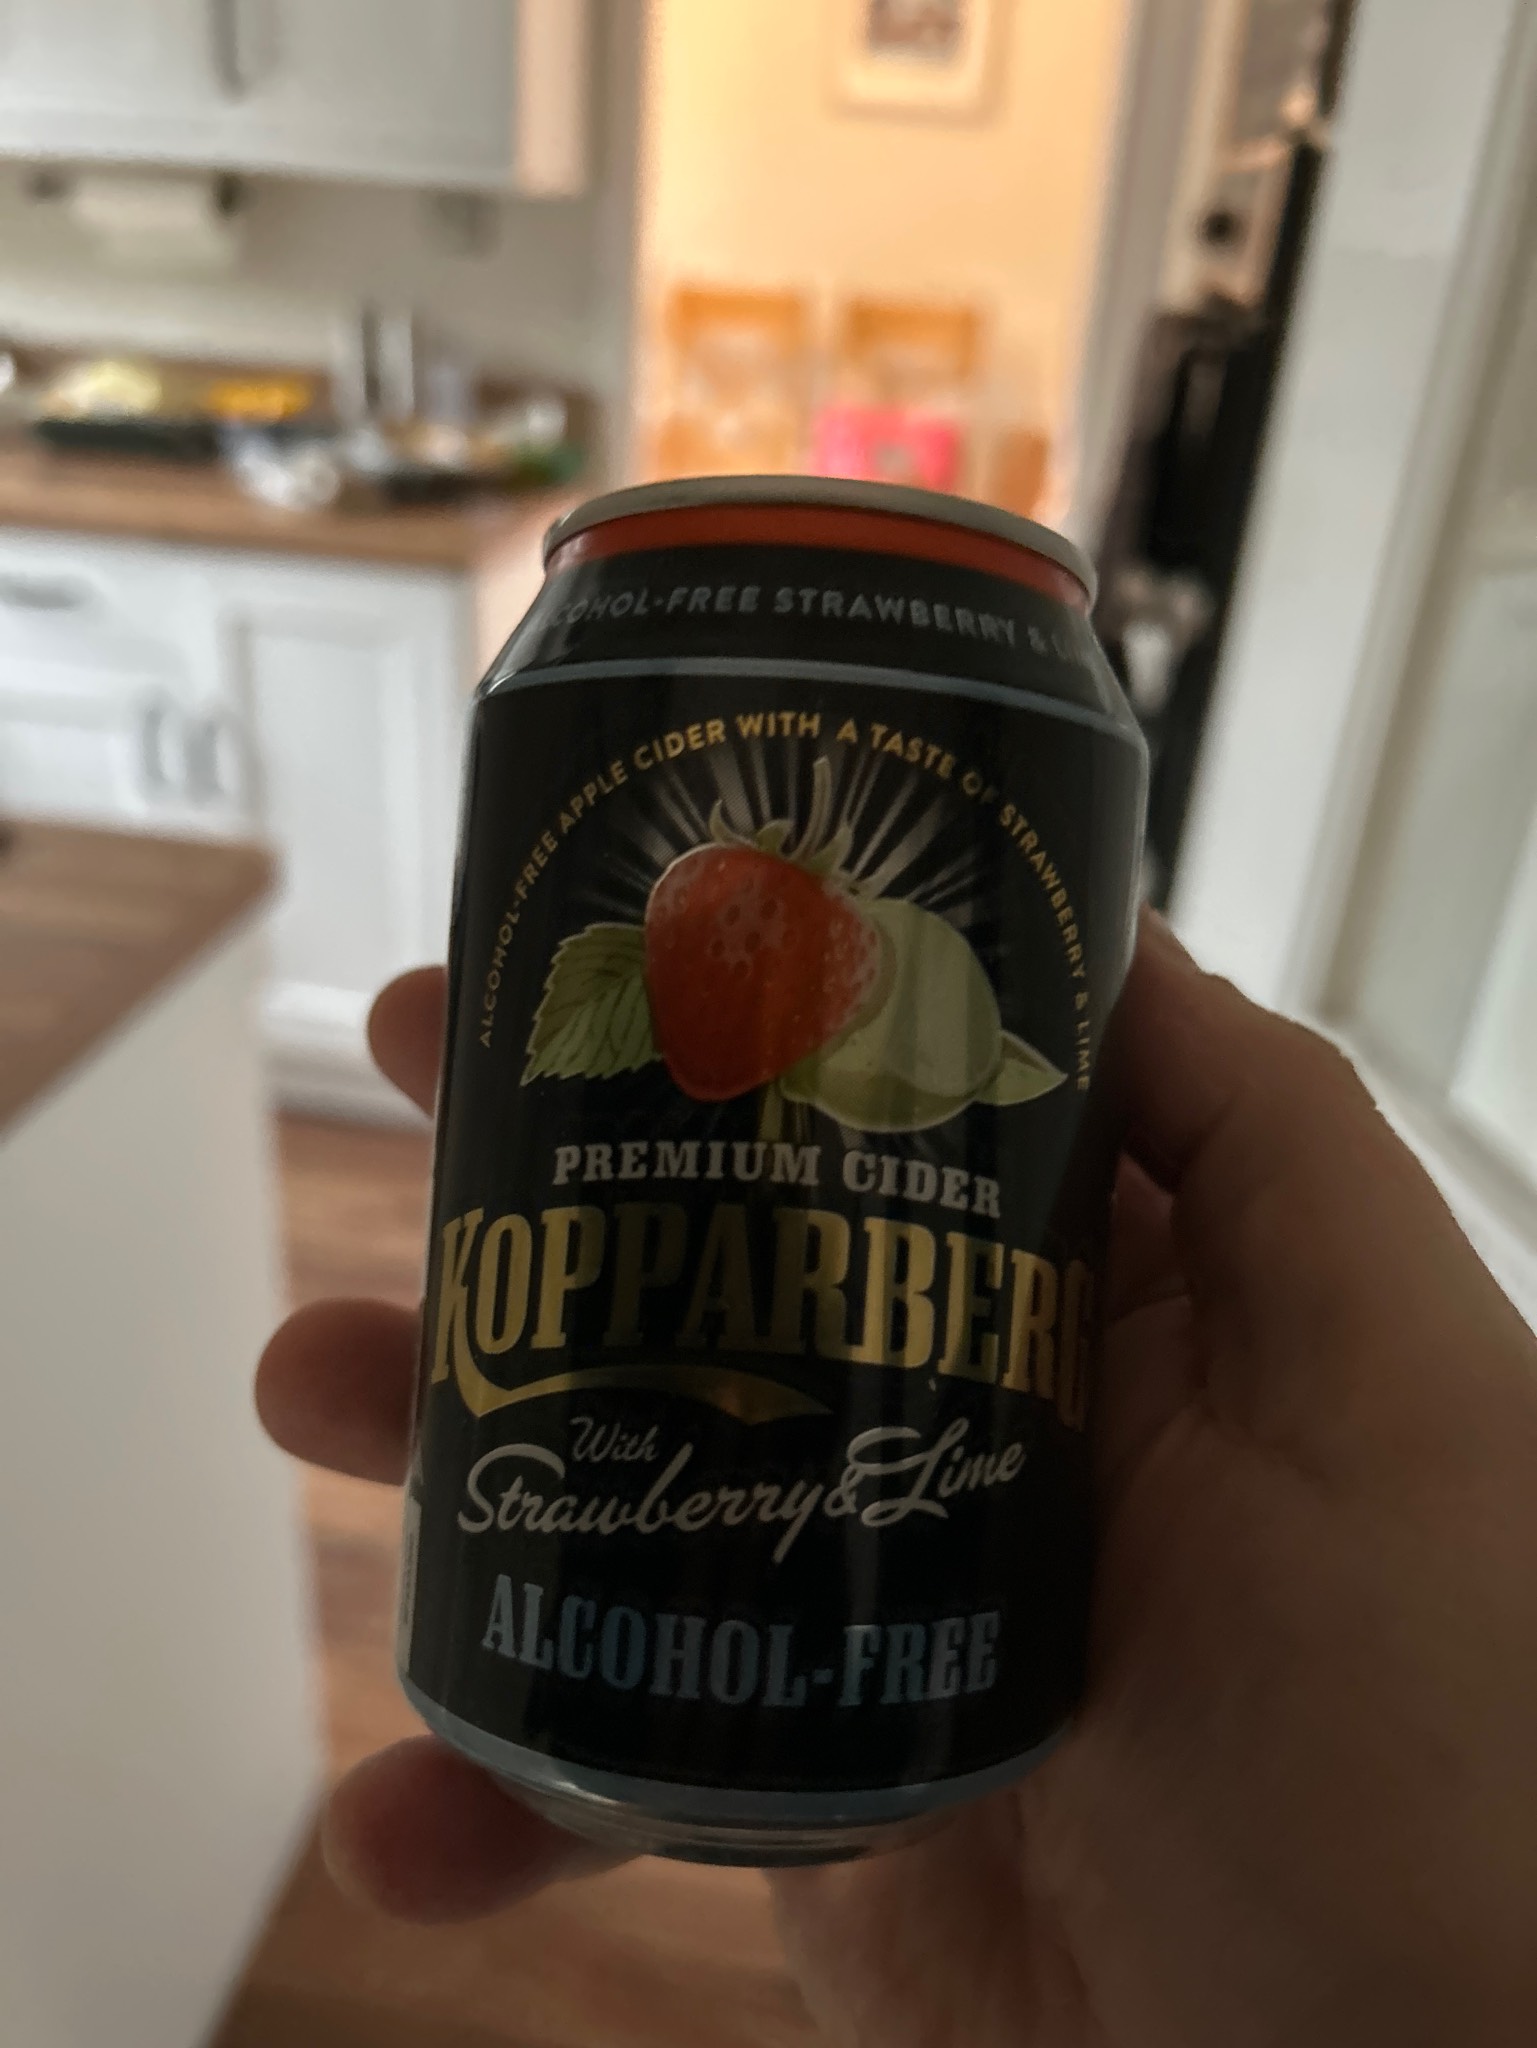 ALCOHOL-FREE STRAWBERRY &
ALCOHOL-FREE APPLE CIDER WITH A TASTE OF STRAWBERRY & LIME
PREMIUM CIDER
KOPPARBERG
With
Strawberry & Lime
ALCOHOL-FREE